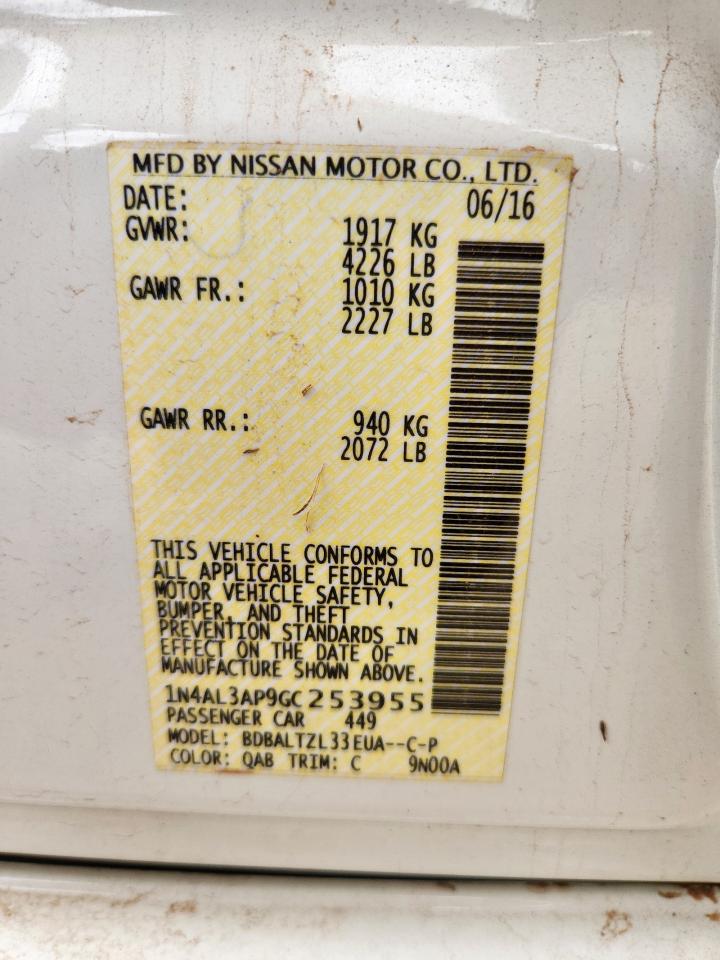 MFD BY NISSAN MOTOR CO., LTD.
DATE: 06/16
GVWR: 1917 KG
4226 LB
GAWR FR.: 1010 KG
2227 LB
GAWR RR.: 940 KG
2072 LB
THIS VEHICLE CONFORMS TO
ALL APPLICABLE FEDERAL
MOTOR VEHICLE SAFETY,
BUMPER, AND THEFT
PREVENTION STANDARDS IN
EFFECT ON THE DATE OF
MANUFACTURE SHOWN ABOVE.
1N4AL3AP9GC253955
PASSENGER CAR 449
MODEL: BDBALTZL33EUA--C-P
COLOR: QAB TRIM: C 9N00A